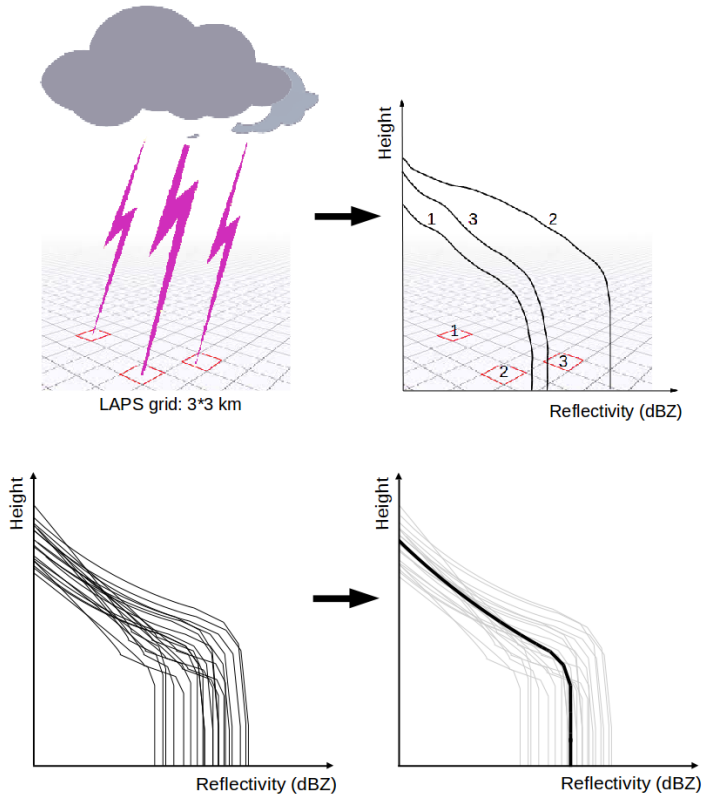 LAPS grid: 3*3 km
Height
1
3
2
1
2
3
Reflectivity (dBZ)
Height
Reflectivity (dBZ)
Height
Reflectivity (dBZ)